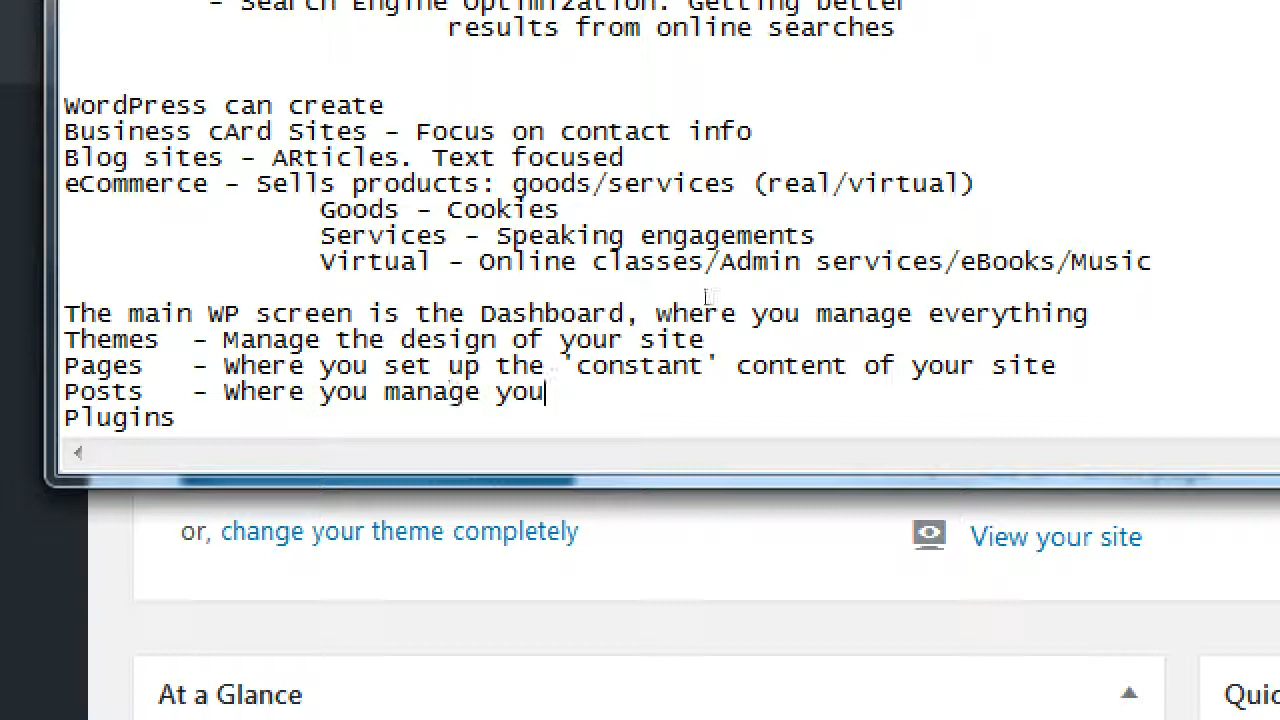 - Search Engine Optimization. Getting better
results from online searches
WordPress can create
Business cArd Sites - Focus on contact info
Blog sites - ARticles. Text focused
eCommerce - Sells products: goods/services (real/virtual)
Goods - Cookies
Services - Speaking engagements
Virtual - Online classes/Admin services/eBooks/Music
The main WP screen is the Dashboard, where you manage everything
Themes - Manage the design of your site
Pages - Where you set up the 'constant' content of your site
Posts - Where you manage you
Plugins
or, change your theme completely
View your site
At a Glance